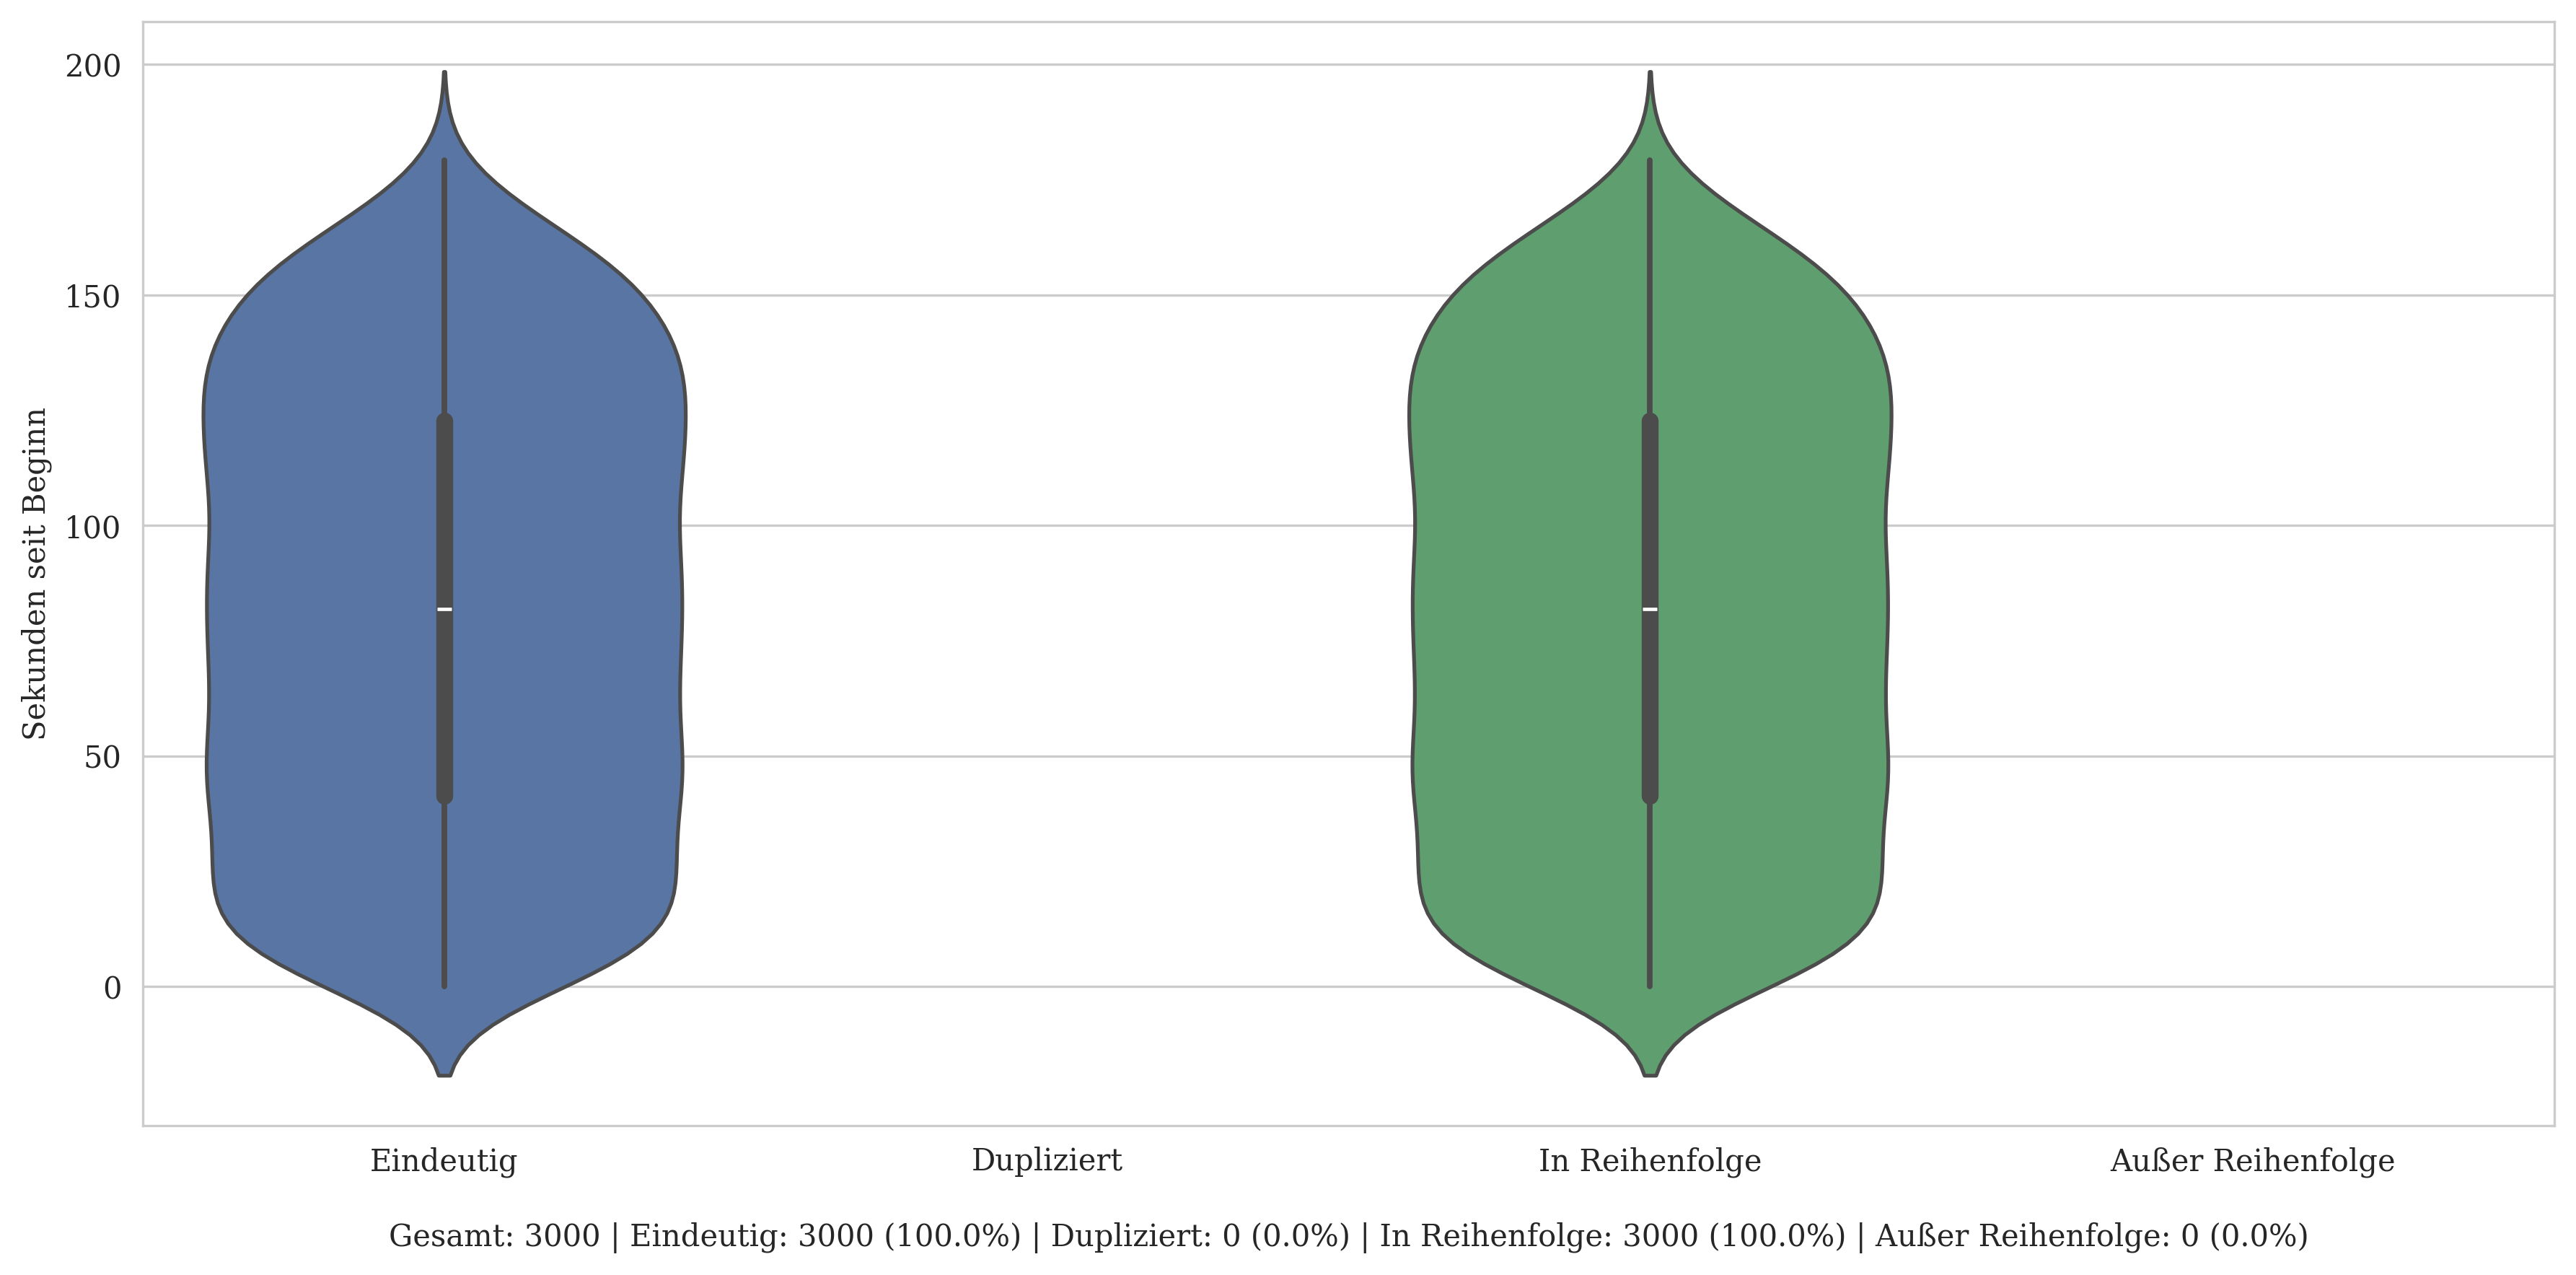 Sekunden seit Beginn
200
150
100
50
0
Eindeutig
Dupliziert
In Reihenfolge
Außer Reihenfolge
Gesamt: 3000 | Eindeutig: 3000 (100.0%) | Dupliziert: 0 (0.0%) | In Reihenfolge: 3000 (100.0%) | Außer Reihenfolge: 0 (0.0%)